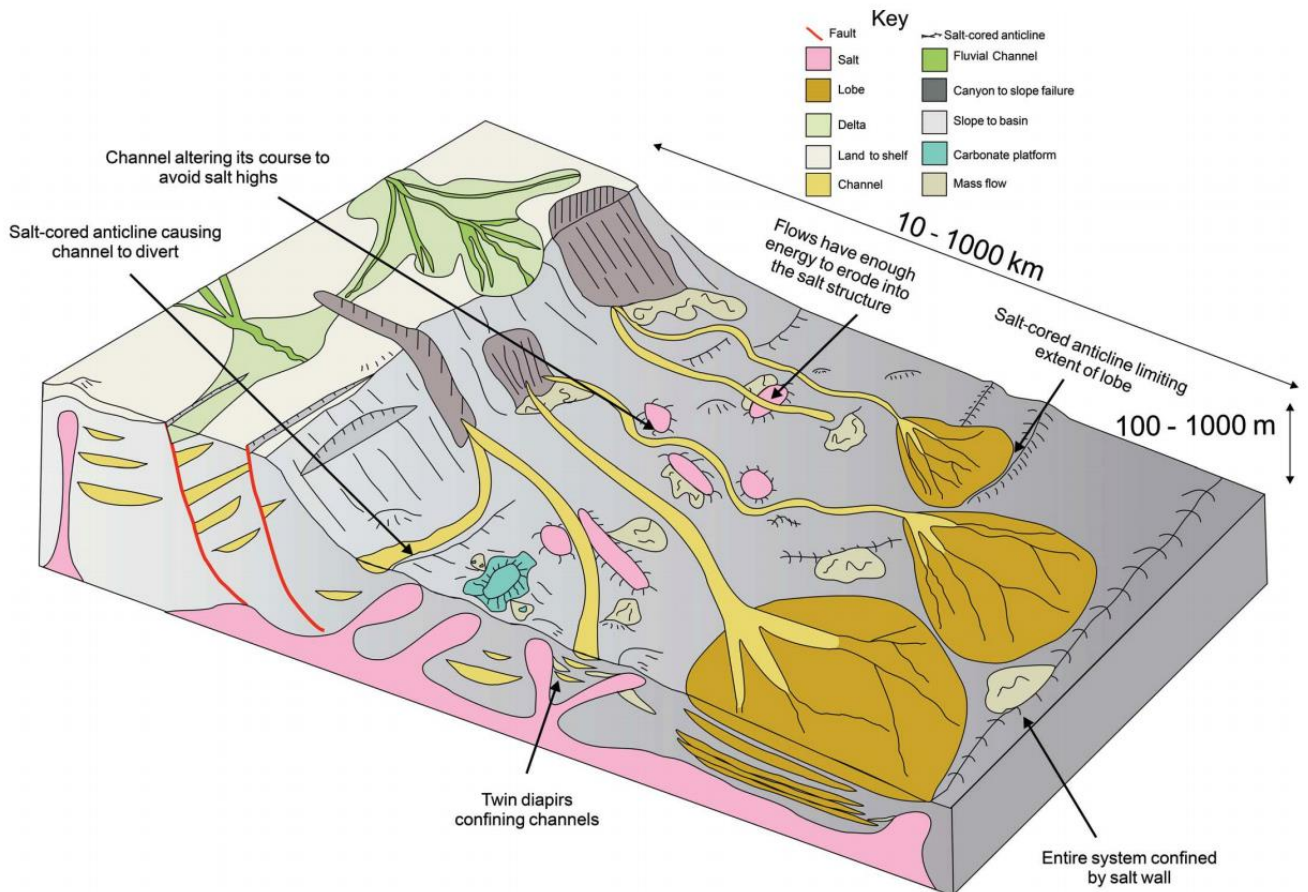 Key
Fault
Salt
Lobe
Delta
Land to shelf
Channel
Salt-cored anticline
Fluvial Channel
Canyon to slope failure
Slope to basin
Carbonate platform
Mass flow
Channel altering its course to
avoid salt highs
Salt-cored anticline causing
channel to divert
10 - 1000 km
Flows have enough
energy to erode into
the salt structure
Salt-cored anticline limiting
extent of lobe
100 - 1000 m
Twin diapirs
confining channels
Entire system confined
by salt wall